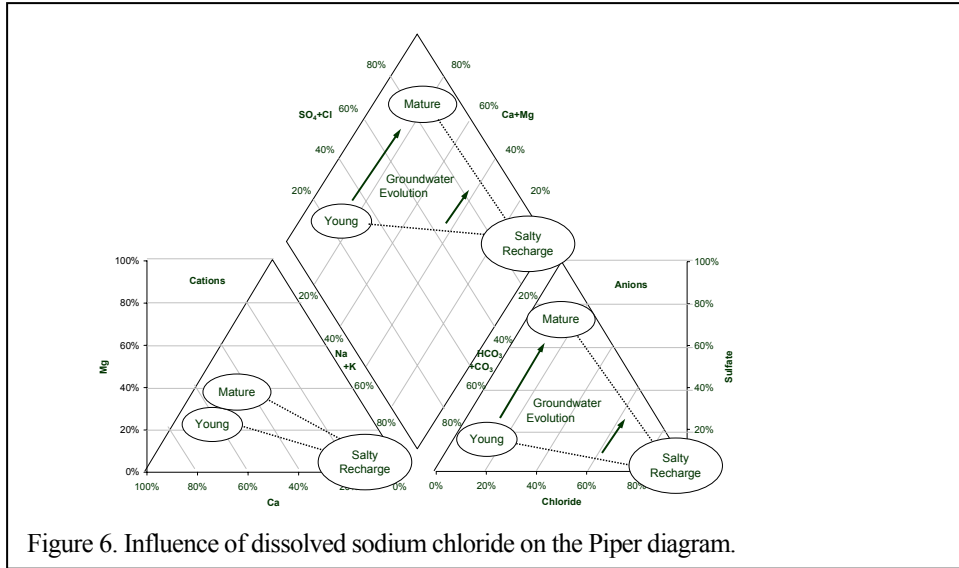 80%
80%
Mature
60%
60%
SO₄+Cl
Ca+Mg
40%
40%
Groundwater
Evolution
20%
20%
Young
Salty
Recharge
100%
Cations
80%
60%
40%
20%
0%
Mg
20%
40%
60%
80%
Na
+K
Mature
Young
Salty
Recharge
100%
80%
60%
40%
0%
Ca
20%
40%
60%
80%
HCO₃
+CO₃
Anions
100%
80%
60%
40%
20%
0%
Sulfate
Mature
Groundwater
Evolution
Young
Salty
Recharge
0%
20%
40%
60%
80%
Chloride
Figure 6. Influence of dissolved sodium chloride on the Piper diagram.